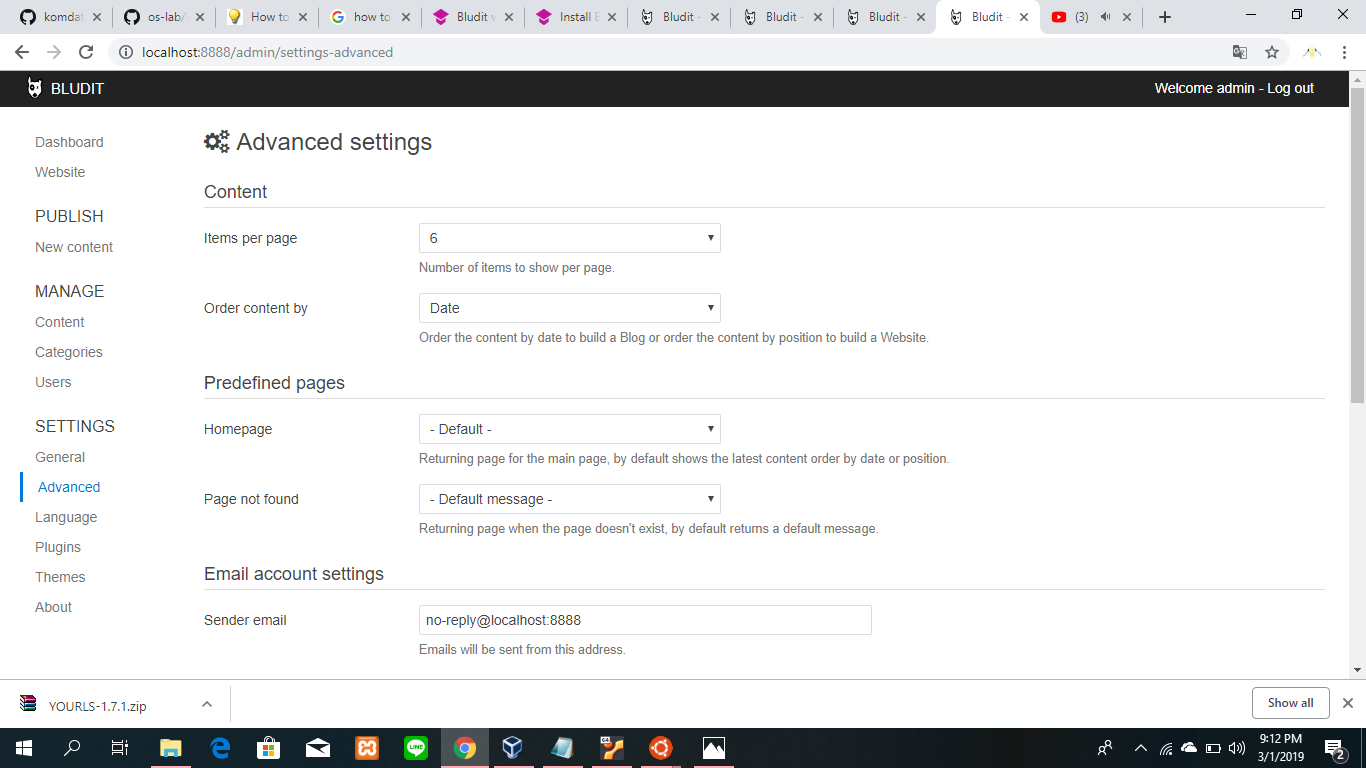 komdat
os-lab/
How to
how to
Bludit v
Install B
Bludit -
Bludit -
Bludit -
Bludit -
(3)
localhost:8888/admin/settings-advanced
BLUDIT
Welcome admin - Log out
Dashboard
Website
PUBLISH
New content
MANAGE
Content
Categories
Users
SETTINGS
General
Advanced
Language
Plugins
Themes
About
Advanced settings
Content
Items per page
6
Number of items to show per page.
Order content by
Date
Order the content by date to build a Blog or order the content by position to build a Website.
Predefined pages
Homepage
- Default -
Returning page for the main page, by default shows the latest content order by date or position.
Page not found
- Default message -
Returning page when the page doesn't exist, by default returns a default message.
Email account settings
Sender email
no-reply@localhost:8888
Emails will be sent from this address.
YOURLS-1.7.1.zip
Show all
LINE
64
9:12 PM
3/1/2019
2